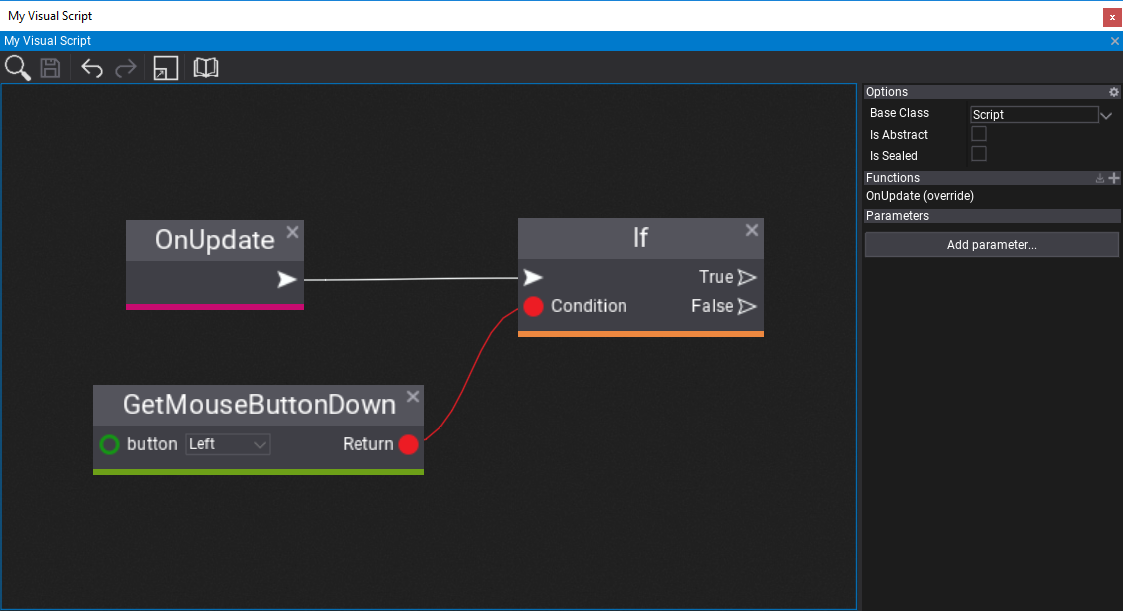 My Visual Script
My Visual Script
OnUpdate
If
True
Condition
False
GetMouseButtonDown
button
Left
Return
Options
Base Class
Script
Is Abstract
Is Sealed
Functions
OnUpdate (override)
Parameters
Add parameter...